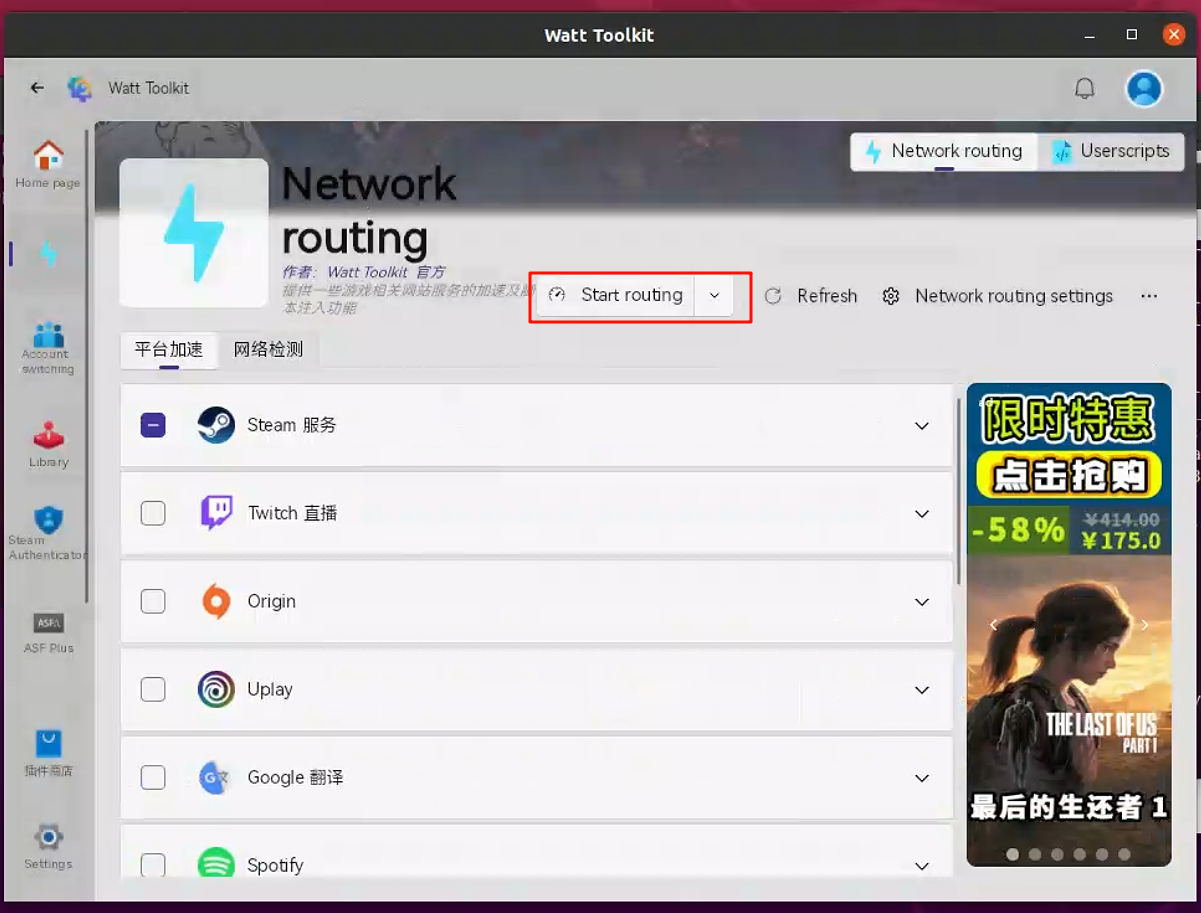 Watt Toolkit
Watt Toolkit
Network routing
Userscripts
Home page
Network
routing
作者: Watt Toolkit 官方
提供一些游戏相关网站服务的加速及脚
本注入功能
Start routing
Refresh
Network routing settings
平台加速
网络检测
Account
switching
Library
Steam
Authenticator
ASF
ASF Plus
插件商店
Settings
Steam 服务
Twitch 直播
Origin
Uplay
Google 翻译
Spotify
限时特惠
点击抢购
-58%
¥414.00
¥175.0
THE LAST OF US
PART I
最后的生还者 1